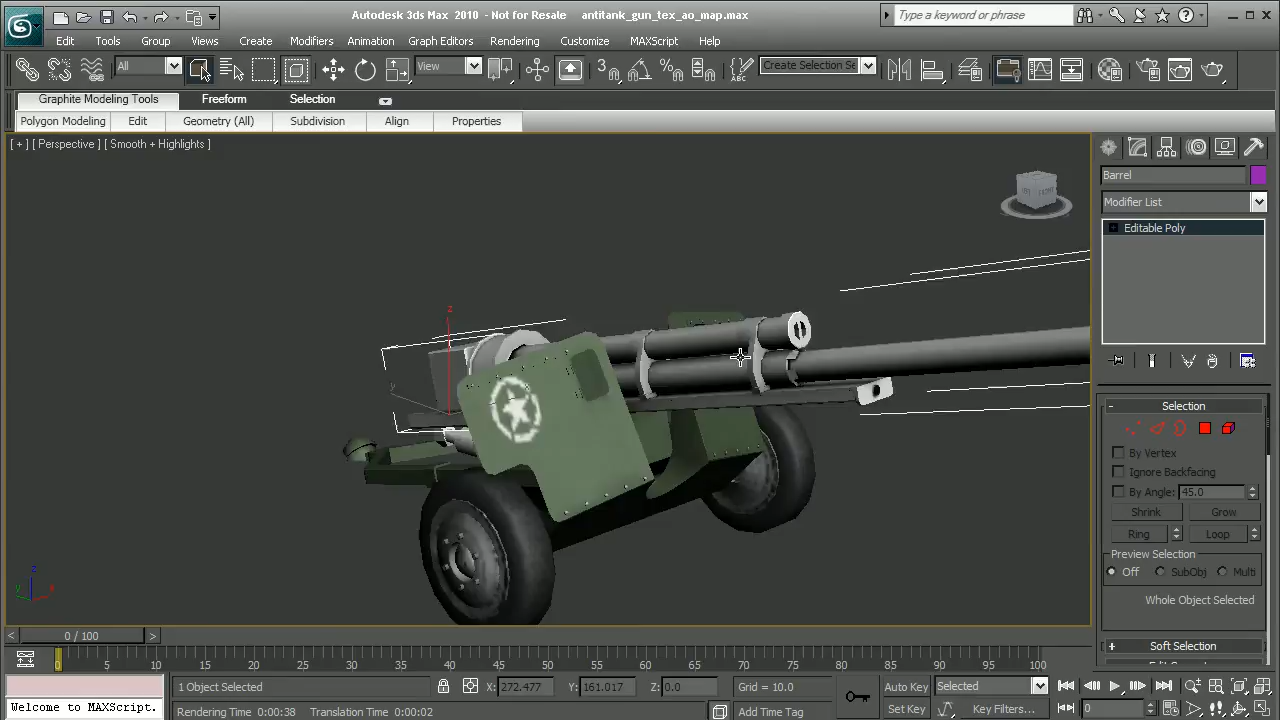 Autodesk 3ds Max 2010 - Not for Resale antitank_gun_tex_ao_map.max
Type a keyword or phrase
Edit Tools Group Views Create Modifiers Animation Graph Editors Rendering Customize MAXScript Help
All View 3 Create Selection Se
Graphite Modeling Tools Freeform Selection
Polygon Modeling Edit Geometry (All) Subdivision Align Properties
[ + ] [ Perspective ] [ Smooth + Highlights ]
Barrel
Modifier List
Editable Poly
Selection
By Vertex
Ignore Backfacing
By Angle: 45.0
Shrink Grow
Ring Loop
Preview Selection
Off SubObj Multi
Whole Object Selected
Soft Selection
z
z
y x
< 0 / 100 >
0 5 10 15 20 25 30 35 40 45 50 55 60 65 70 75 80 85 90 95 100
1 Object Selected X: 272.477 Y: 161.017 Z: 0.0 Grid = 10.0 Auto Key Selected
Welcome to MAXScript. Rendering Time 0:00:38 Translation Time 0:00:02 Add Time Tag Set Key Key Filters... 0